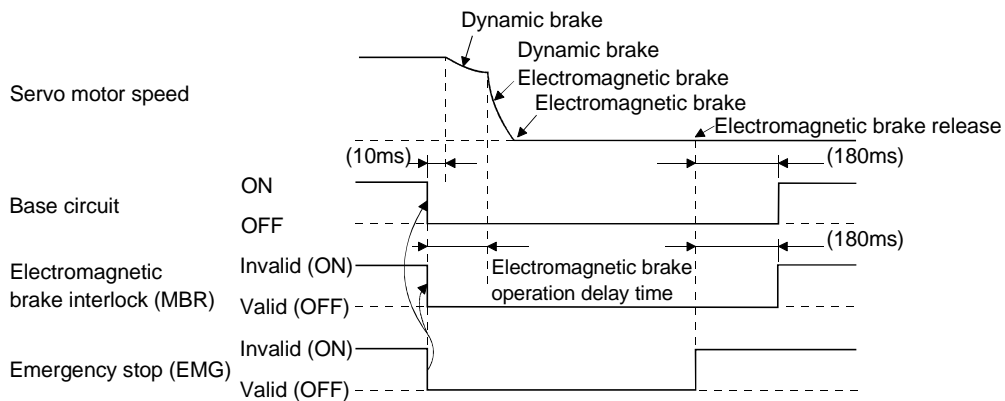 Dynamic brake
Dynamic brake
Electromagnetic brake
Electromagnetic brake
Servo motor speed
Electromagnetic brake release
(10ms)
(180ms)
ON
Base circuit
OFF
(180ms)
Electromagnetic
brake interlock (MBR)
Invalid (ON)
Electromagnetic brake
operation delay time
Valid (OFF)
Invalid (ON)
Emergency stop (EMG)
Valid (OFF)